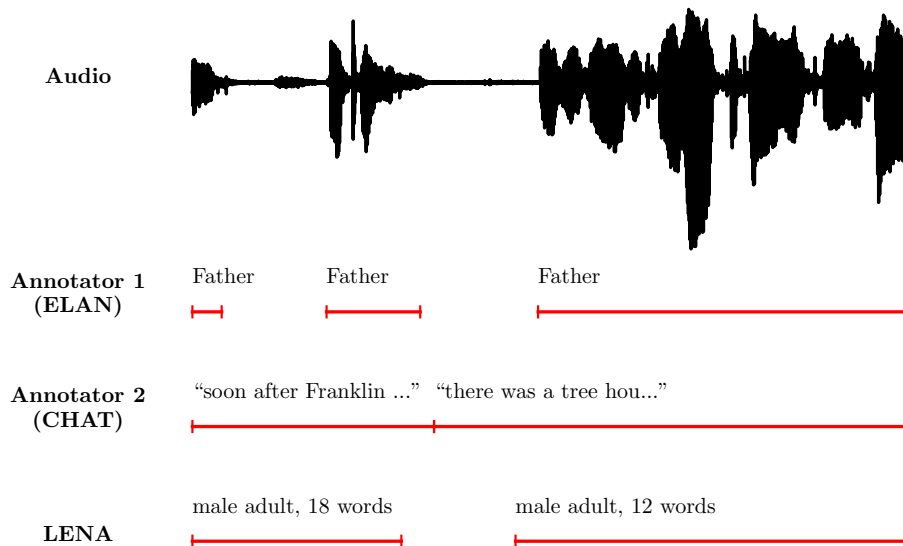 Audio
Annotator 1
(ELAN)
Father
Father
Father
Annotator 2
(CHAT)
“soon after Franklin ...”
“there was a tree hou...”
LENA
male adult, 18 words
male adult, 12 words